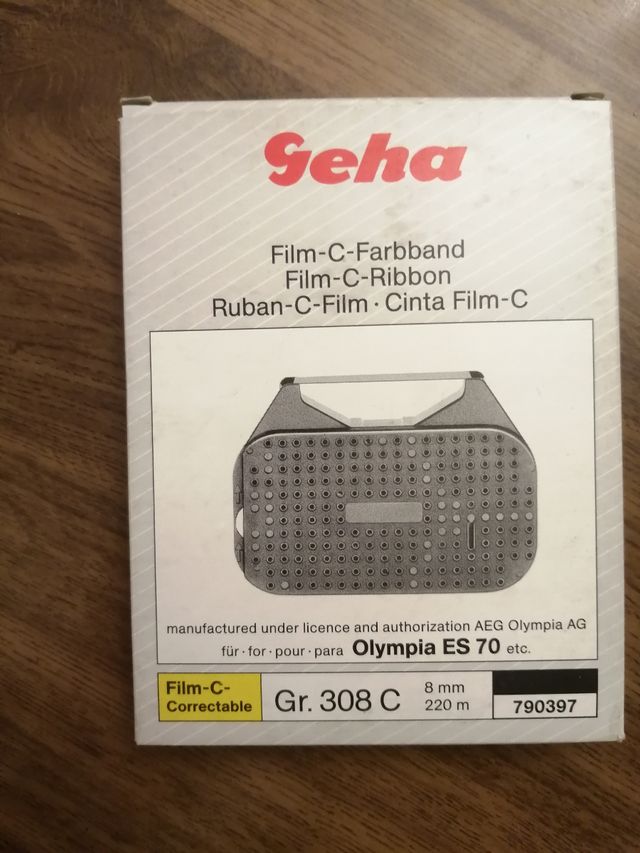 Geha
Film-C-Farbband
Film-C-Ribbon
Ruban-C-Film · Cinta Film-C
manufactured under licence and authorization AEG Olympia AG
für · for · pour · para Olympia ES 70 etc.
Film-C-
Correctable
Gr. 308 C
8 mm
220 m
790397